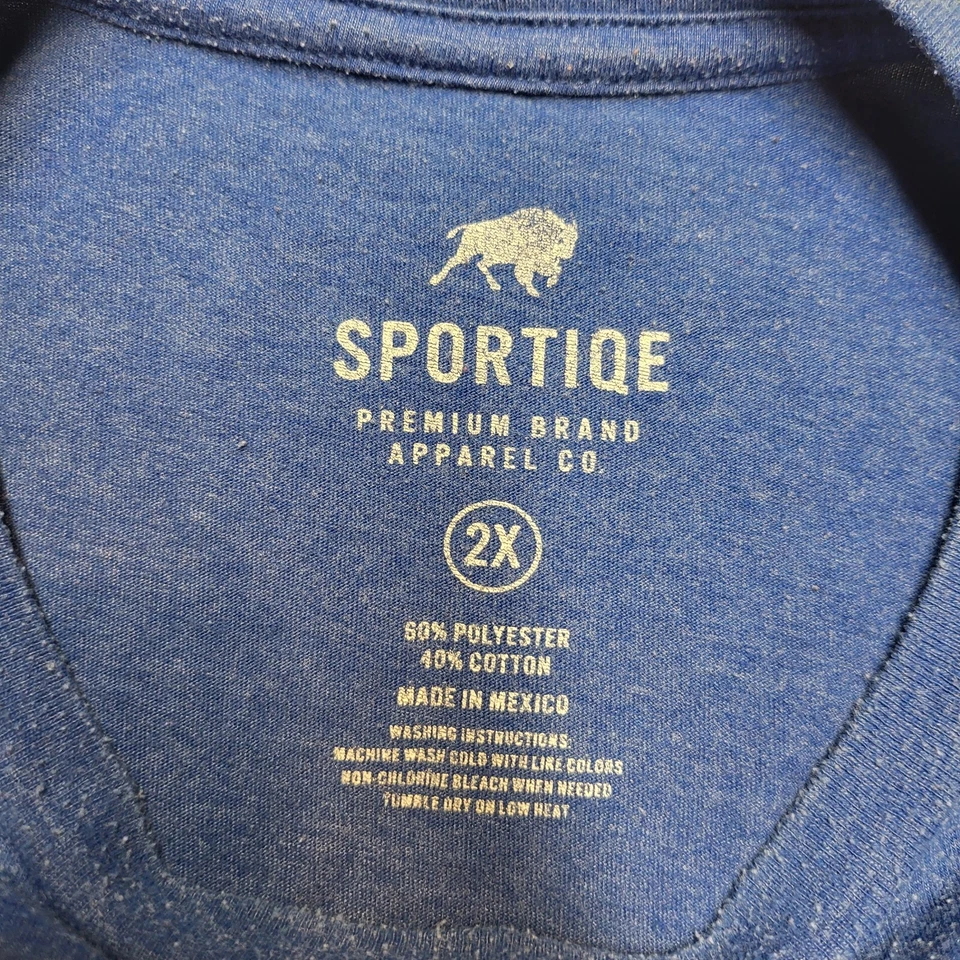 SPORTIQE
PREMIUM BRAND
APPAREL CO.
2X
60% POLYESTER
40% COTTON
MADE IN MEXICO
WASHING INSTRUCTIONS:
MACHINE WASH COLD WITH LIKE COLORS
NON-CHLORINE BLEACH WHEN NEEDED
TUMBLE DRY ON LOW HEAT